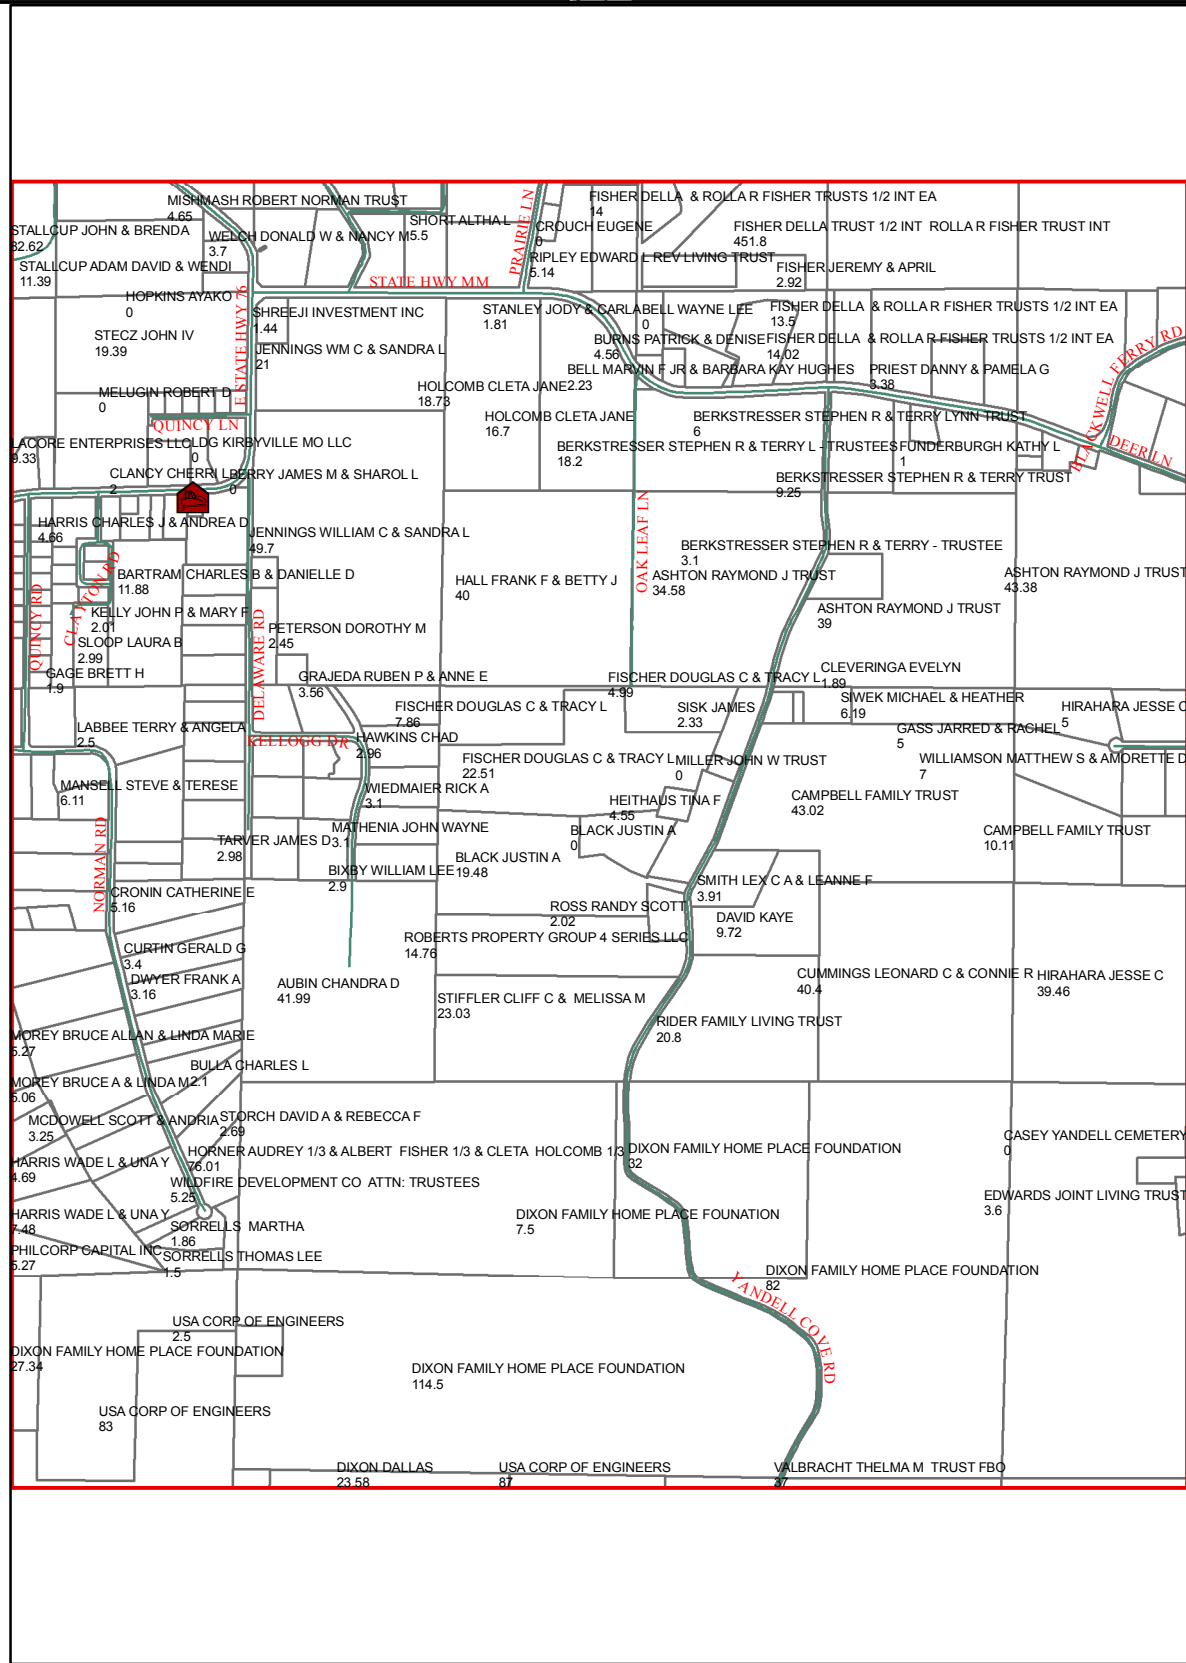 MISHMASH ROBERT NORMAN TRUST
4.65
STALLCUP JOHN & BRENDA
82.62
WELCH DONALD W & NANCY M
3.7
SHORT ALTHA L
5.5
PRAIRIE LN
FISHER DELLA & ROLLA R FISHER TRUSTS 1/2 INT EA
14
CROUCH EUGENE
0
FISHER DELLA TRUST 1/2 INT ROLLA R FISHER TRUST INT
451.8
RIPLEY EDWARD L REV LIVING TRUST
5.14
STALLCUP ADAM DAVID & WENDI
11.39
FISHER JEREMY & APRIL
2.92
STATE HWY MM
E STATE HWY 76
HOPKINS AYAKO
0
SHREEJI INVESTMENT INC
1.44
STANLEY JODY & CARLA
1.81
BELL WAYNE LEE
0
FISHER DELLA & ROLLA R FISHER TRUSTS 1/2 INT EA
13.5
STECZ JOHN IV
19.39
JENNINGS WM C & SANDRA L
21
BURNS PATRICK & DENISE
4.56
FISHER DELLA & ROLLA R FISHER TRUSTS 1/2 INT EA
14.02
BLACKWELL FERRY RD
BELL MARVIN F JR & BARBARA KAY HUGHES
2.23
PRIEST DANNY & PAMELA G
3.38
MELUGIN ROBERT D
0
HOLCOMB CLETA JANE
18.73
QUINCY LN
HOLCOMB CLETA JANE
16.7
BERKSTRESSER STEPHEN R & TERRY LYNN TRUST
6
LACORE ENTERPRISES LLC
9.33
LDG KIRBYVILLE MO LLC
0
BERKSTRESSER STEPHEN R & TERRY L - TRUSTEES
18.2
FUNDERBURGH KATHY L
1
DEER LN
CLANCY CHERRI L
2
BERRY JAMES M & SHAROL L
0
BERKSTRESSER STEPHEN R & TERRY TRUST
9.25
HARRIS CHARLES J & ANDREA D
4.66
JENNINGS WILLIAM C & SANDRA L
49.7
OAK LEAF LN
BERKSTRESSER STEPHEN R & TERRY - TRUSTEE
3.1
BARTRAM CHARLES B & DANIELLE D
11.88
HALL FRANK F & BETTY J
40
ASHTON RAYMOND J TRUST
34.58
ASHTON RAYMOND J TRUST
43.38
QUINCY RD
CLAYTON RD
KELLY JOHN P & MARY F
2.01
ASHTON RAYMOND J TRUST
39
DELAWARE RD
PETERSON DOROTHY M
2.45
SLOOP LAURA B
2.99
GAGE BRETT H
1.9
GRAJEDA RUBEN P & ANNE E
3.56
FISCHER DOUGLAS C & TRACY L
4.99
CLEVERINGA EVELYN
1.89
FISCHER DOUGLAS C & TRACY L
7.86
SISK JAMES
2.33
SIWEK MICHAEL & HEATHER
6.19
HIRAHARA JESSE C
5
LABBEE TERRY & ANGELA
2.5
KELLOGG DR
HAWKINS CHAD
2.96
GASS JARRED & RACHEL
5
FISCHER DOUGLAS C & TRACY L
22.51
MILLER JOHN W TRUST
0
WILLIAMSON MATTHEW S & AMORETTE D
7
MANSELL STEVE & TERESE
6.11
WIEDMAIER RICK A
3.1
HEITHAUS TINA F
4.55
CAMPBELL FAMILY TRUST
43.02
NORMAN RD
TARVER JAMES D
2.98
MATHENIA JOHN WAYNE
3.1
BLACK JUSTIN A
0
CAMPBELL FAMILY TRUST
10.11
BIXBY WILLIAM LEE
2.9
BLACK JUSTIN A
19.48
SMITH LEX C A & LEANNE F
3.91
CRONIN CATHERINE E
5.16
ROSS RANDY SCOTT
2.02
DAVID KAYE
9.72
CURTIN GERALD G
3.4
ROBERTS PROPERTY GROUP 4 SERIES LLC
14.76
DWYER FRANK A
3.16
AUBIN CHANDRA D
41.99
STIFFLER CLIFF C & MELISSA M
23.03
CUMMINGS LEONARD C & CONNIE R
40.4
HIRAHARA JESSE C
39.46
MOREY BRUCE ALLAN & LINDA MARIE
5.27
RIDER FAMILY LIVING TRUST
20.8
BULLA CHARLES L
2.1
MOREY BRUCE A & LINDA M
5.06
MCDOWELL SCOTT & ANDRIA
3.25
STORCH DAVID A & REBECCA F
2.69
HARRIS WADE L & UNA Y
4.69
HORNER AUDREY 1/3 & ALBERT FISHER 1/3 & CLETA HOLCOMB 1/3
76.01
DIXON FAMILY HOME PLACE FOUNDATION
32
CASEY YANDELL CEMETERY
0
WILDFIRE DEVELOPMENT CO ATTN: TRUSTEES
5.25
EDWARDS JOINT LIVING TRUST
3.6
HARRIS WADE L & UNA Y
7.48
SORRELLS MARTHA
1.86
DIXON FAMILY HOME PLACE FOUNATION
7.5
PHILCORP CAPITAL INC
5.27
SORRELLS THOMAS LEE
1.5
DIXON FAMILY HOME PLACE FOUNDATION
82
YANDELL COVE RD
USA CORP OF ENGINEERS
2.5
DIXON FAMILY HOME PLACE FOUNDATION
27.34
DIXON FAMILY HOME PLACE FOUNDATION
114.5
USA CORP OF ENGINEERS
83
DIXON DALLAS
23.58
USA CORP OF ENGINEERS
87
VALBRACHT THELMA M TRUST FBO
37